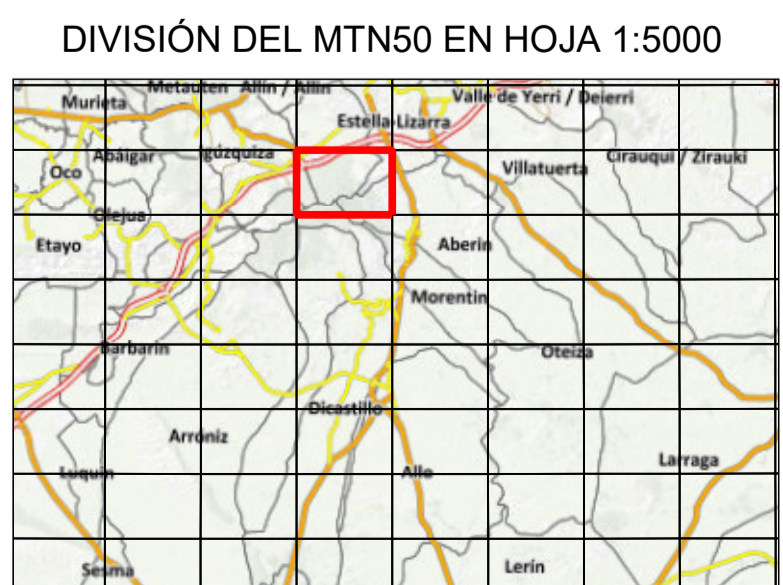 DIVISIÓN DEL MTN50 EN HOJA 1:5000
Metauten
Allín / Allin
Murieta
Valle de Yerri / Deierri
Estella-Lizarra
Abáigar
Igúzquiza
Cirauqui / Zirauki
Oco
Villatuerta
Olejua
Etayo
Aberin
Morentin
Barbarin
Oteiza
Dicastillo
Arróniz
Larraga
Luquin
Allo
Lerín
Sesma